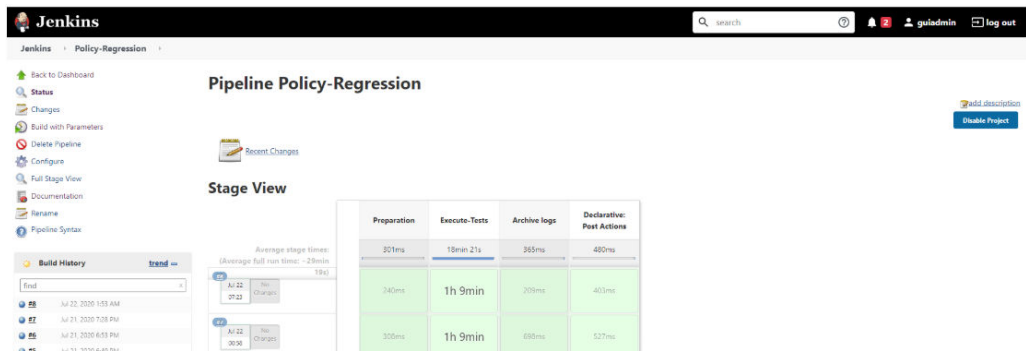 Jenkins
search
2
guiadmin
log out
Jenkins
Policy-Regression
Back to Dashboard
Status
Changes
Build with Parameters
Delete Pipeline
Configure
Full Stage View
Documentation
Rename
Pipeline Syntax
Build History
trend
find
#8 Jul 22, 2020 1:53 AM
#7 Jul 21, 2020 7:28 PM
#6 Jul 21, 2020 6:53 PM
#5
Pipeline Policy-Regression
add description
Disable Project
Recent Changes
Stage View
Preparation
Execute-Tests
Archive logs
Declarative:
Post Actions
Average stage times:
(Average full run time: ~28min
19s)
301ms
18min 21s
365ms
480ms
#8
Jul 22
07:23
No
Changes
240ms
1h 9min
209ms
403ms
Jul 22
00:58
No
Changes
1h 9min
698ms
527ms